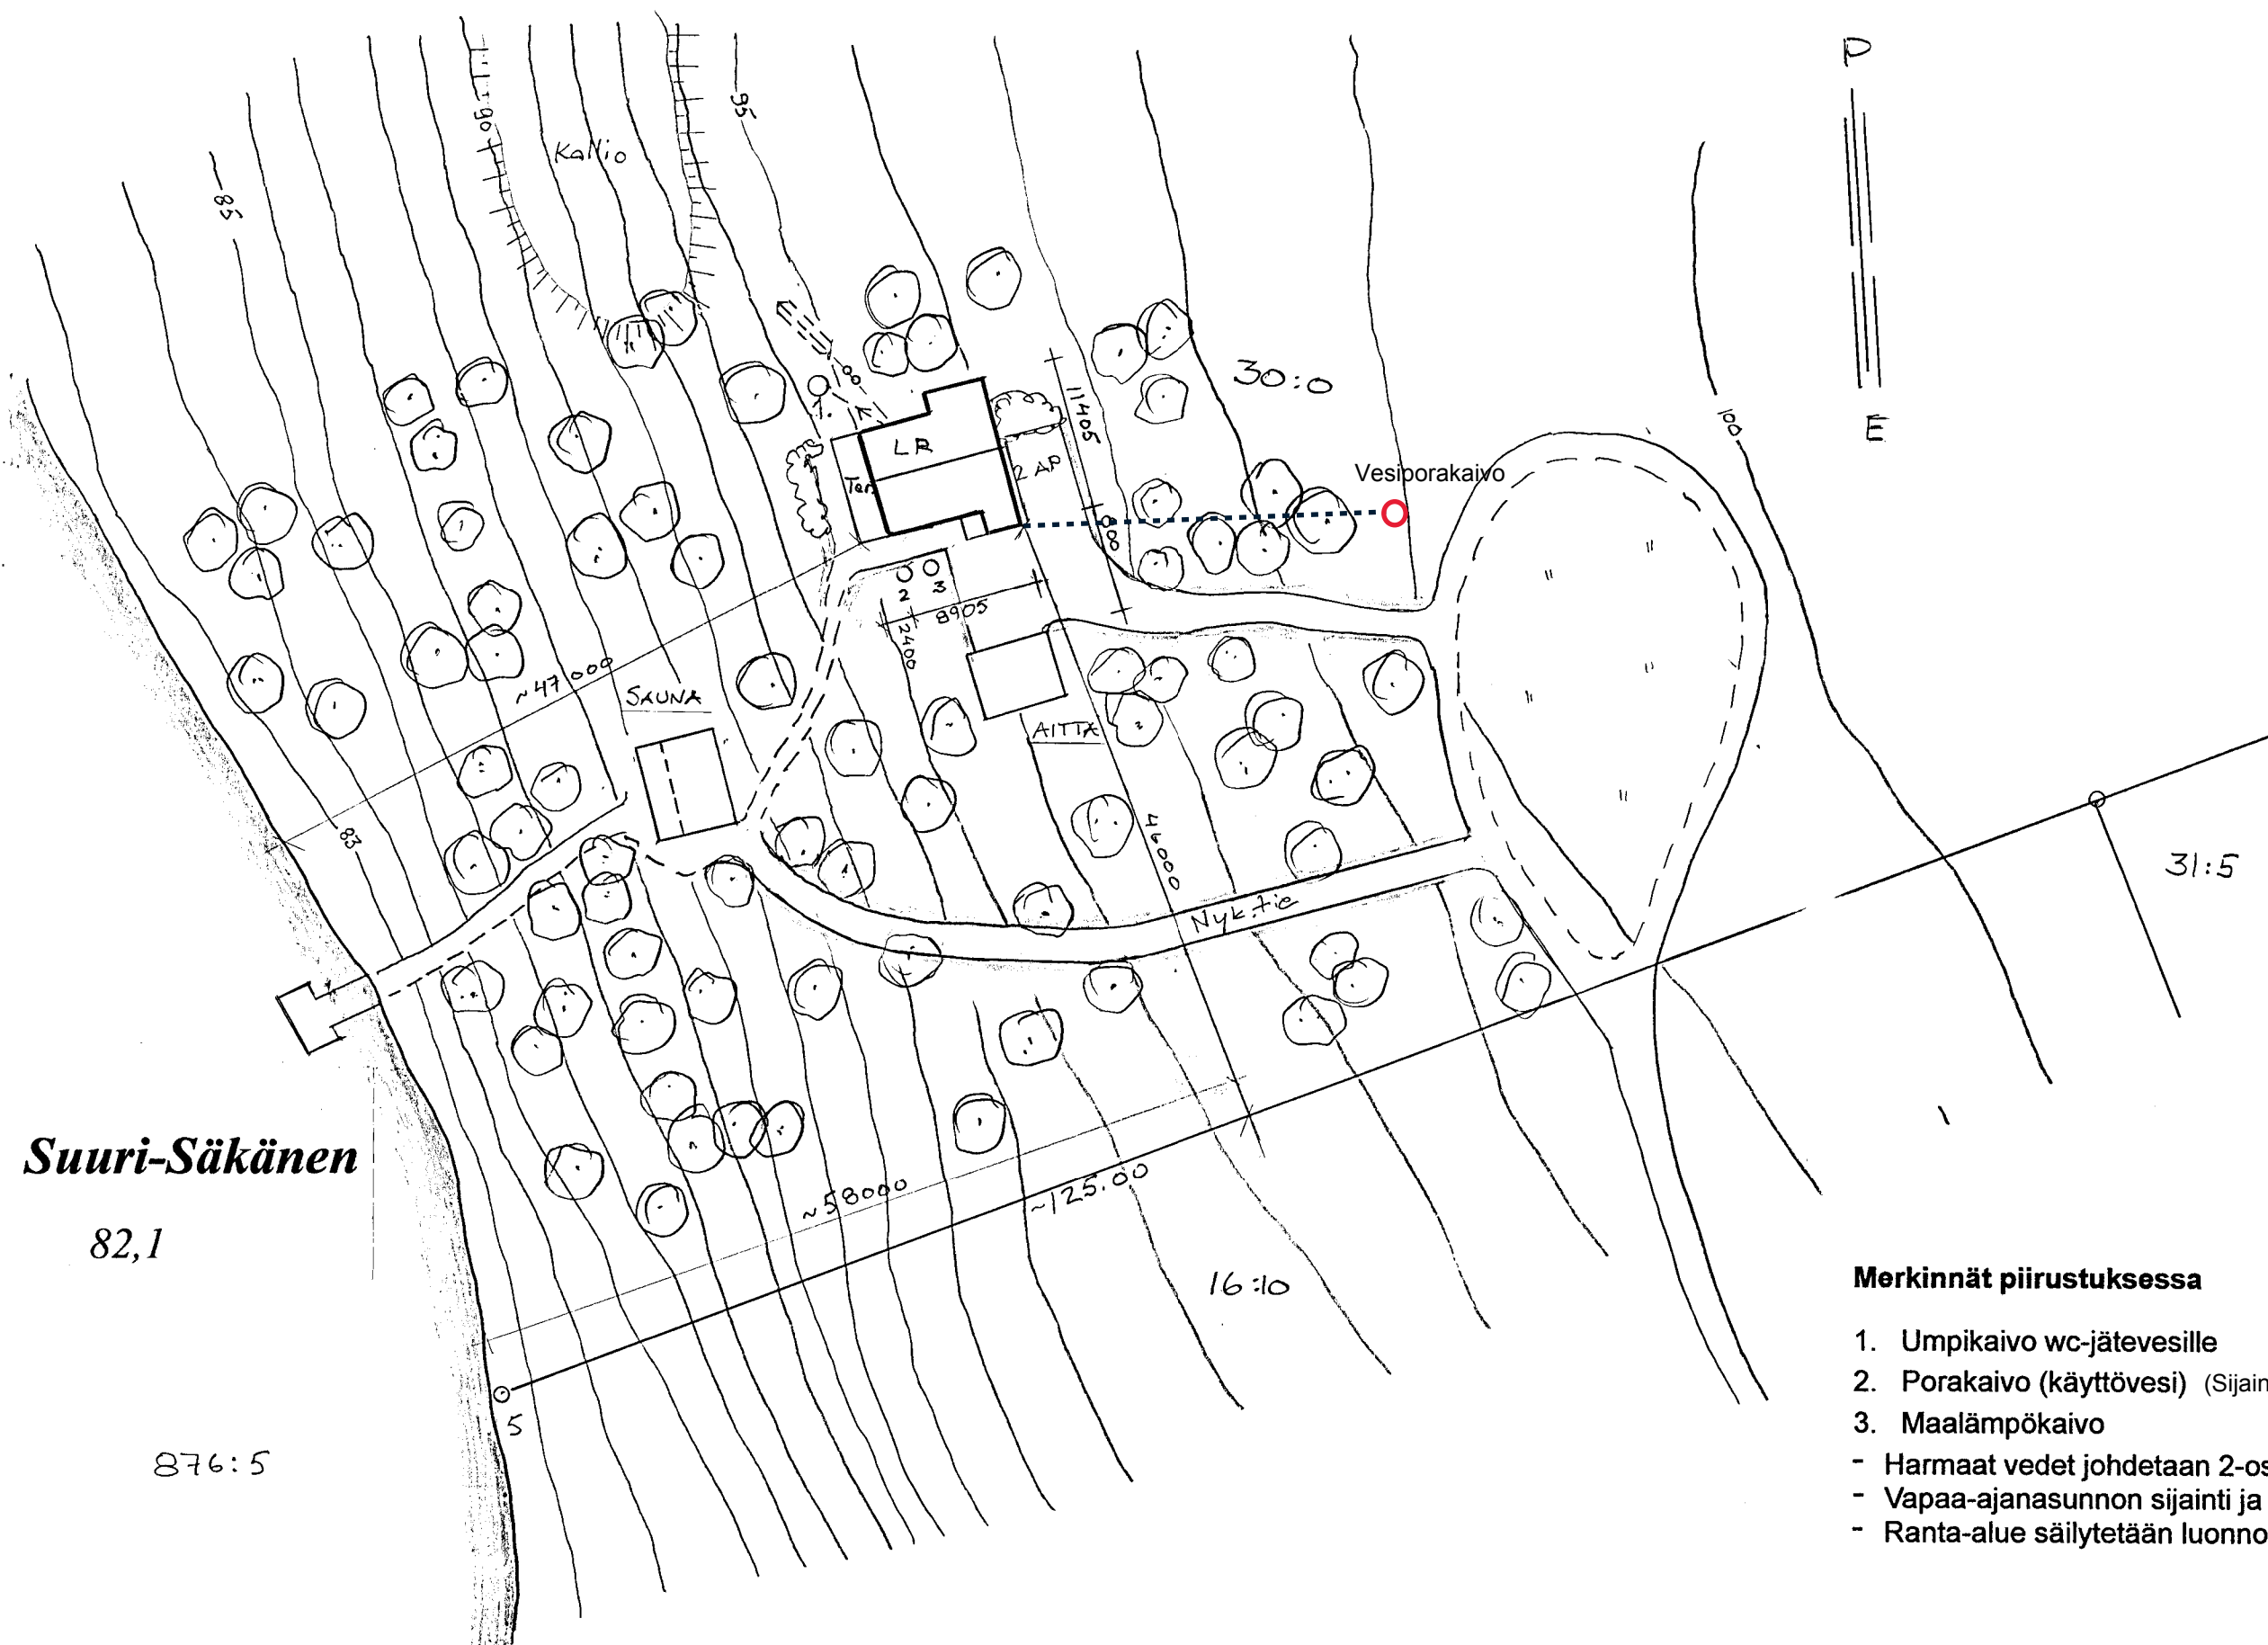 P
E
Kallio
90
95
85
100
30:0
11405
LR
Ter.
2 AP
Vesiporakaivo
1.
2
3
8905
2400
~47000
SAUNA
AITTA
83
46000
Nyk.tie
31:5
Suuri-Säkänen
82,1
~58000
~125.00
16:10
5
876:5
Merkinnät piirustuksessa
1. Umpikaivo wc-jätevesille
2. Porakaivo (käyttövesi) (Sijain
3. Maalämpökaivo
- Harmaat vedet johdetaan 2-os
- Vapaa-ajanasunnon sijainti ja
- Ranta-alue säilytetään luonno